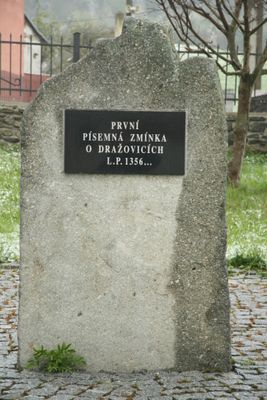 PRVNÍ
PÍSEMNÁ ZMÍNKA
O DRAŽOVICÍCH
L.P. 1356...